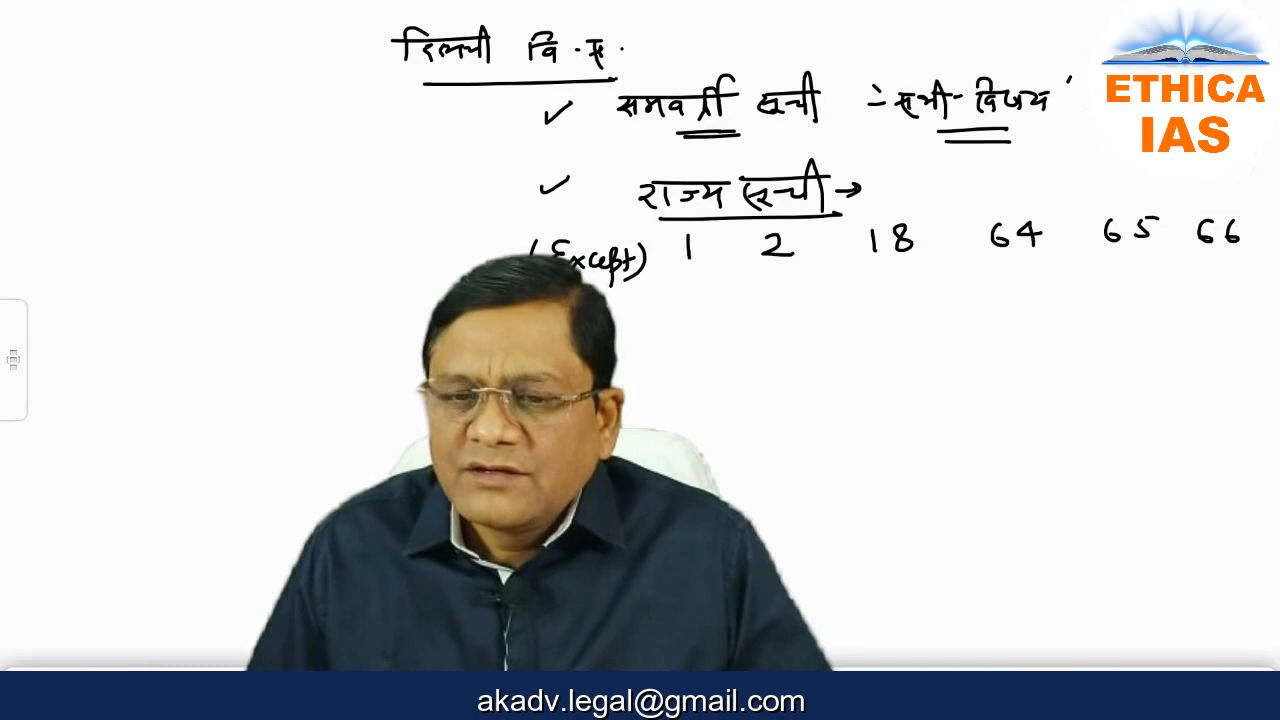 दिल्ली वि.स.
✓ समवर्ती सूची :- सभी विषय
✓ राज्य सूची →
(Except) 1 2 18 64 65 66
ETHICA
IAS
akadv.legal@gmail.com